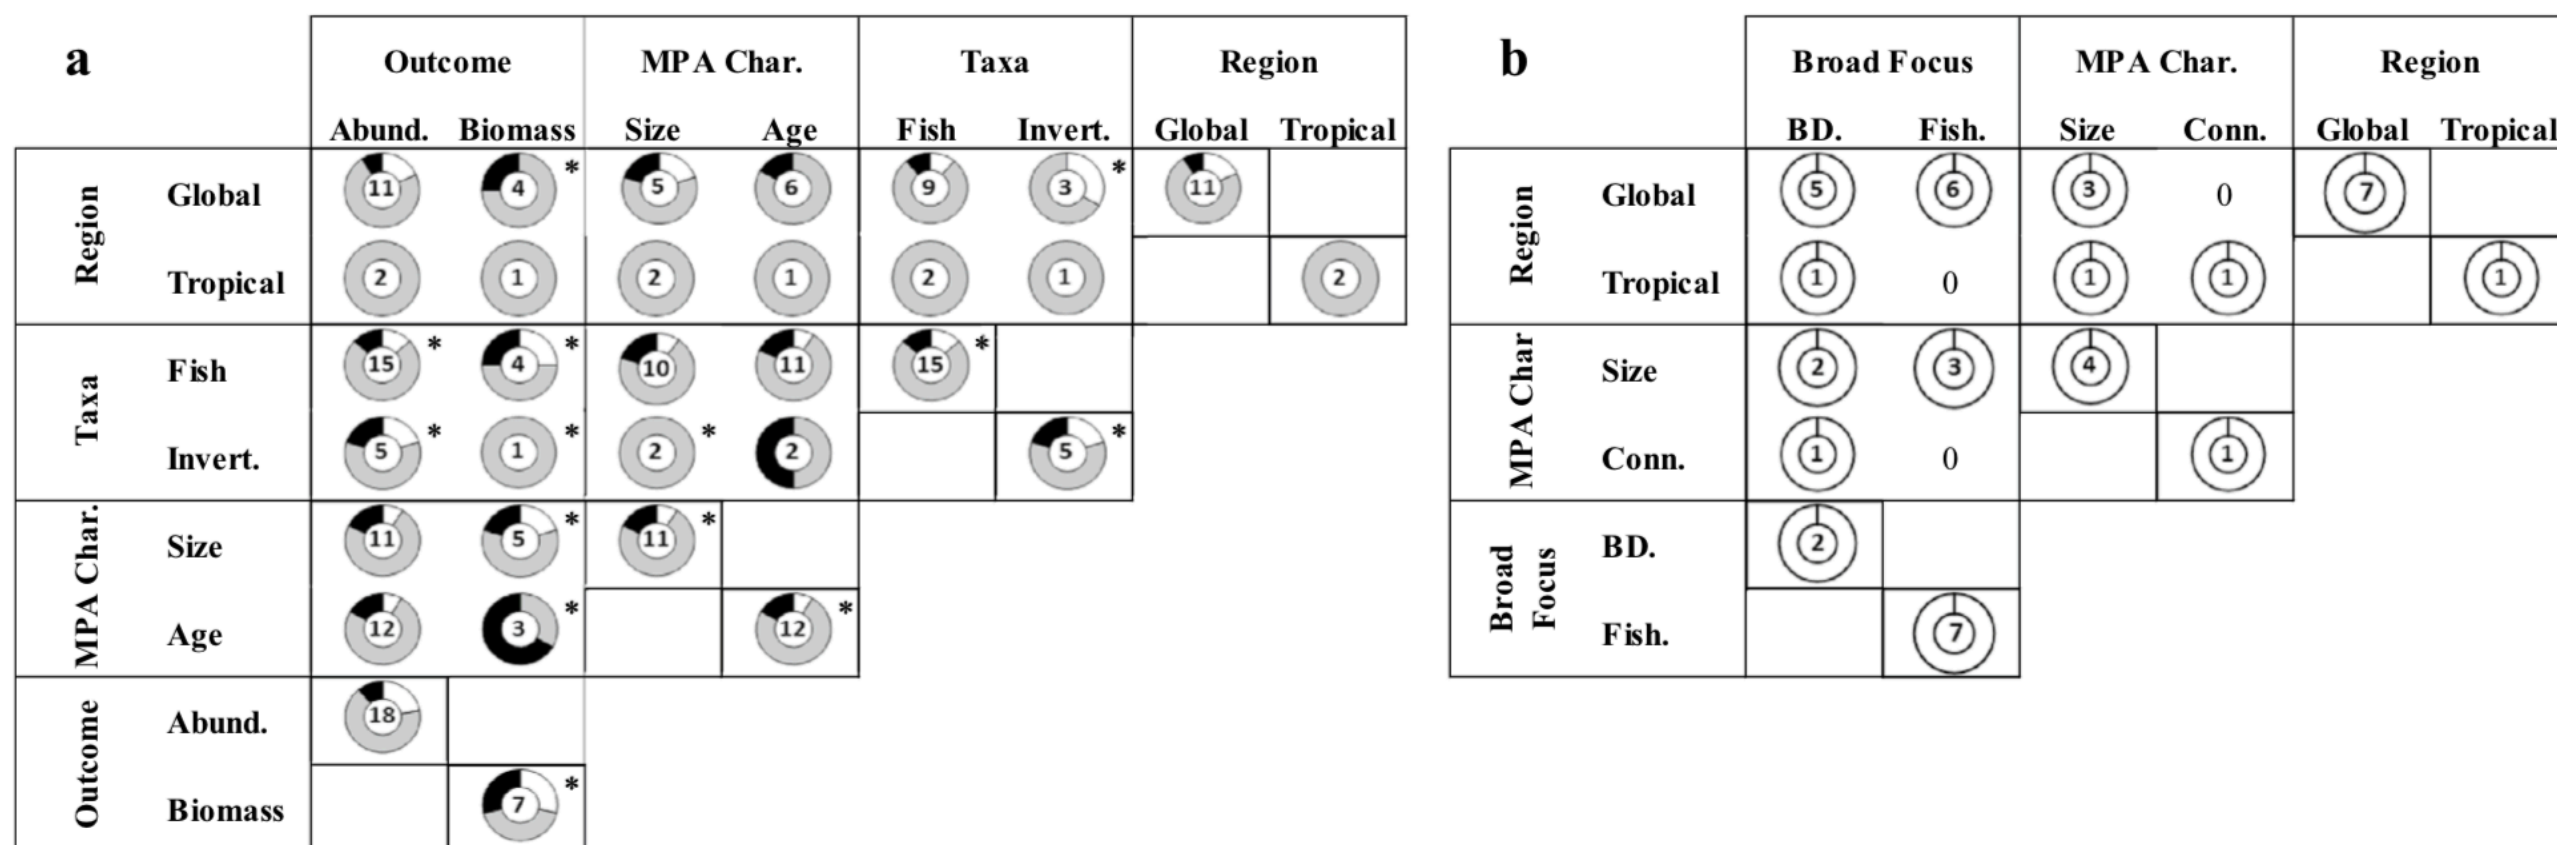 a Outcome MPA Char. Taxa Region
Abund. Biomass Size Age Fish Invert. Global Tropical
Region
Global 11 4 * 5 6 9 3 * 11
Tropical 2 1 2 1 2 1 2
Taxa
Fish 15 * 4 * 10 11 15 *
Invert. 5 * 1 * 2 * 2 5 *
MPA Char.
Size 11 5 * 11 *
Age 12 3 * 12 *
Outcome
Abund. 18
Biomass 7 *
b Broad Focus MPA Char. Region
BD. Fish. Size Conn. Global Tropical
Region
Global 5 6 3 0 7
Tropical 1 0 1 1 1
MPA Char
Size 2 3 4
Conn. 1 0 1
Broad
Focus
BD. 2
Fish. 7